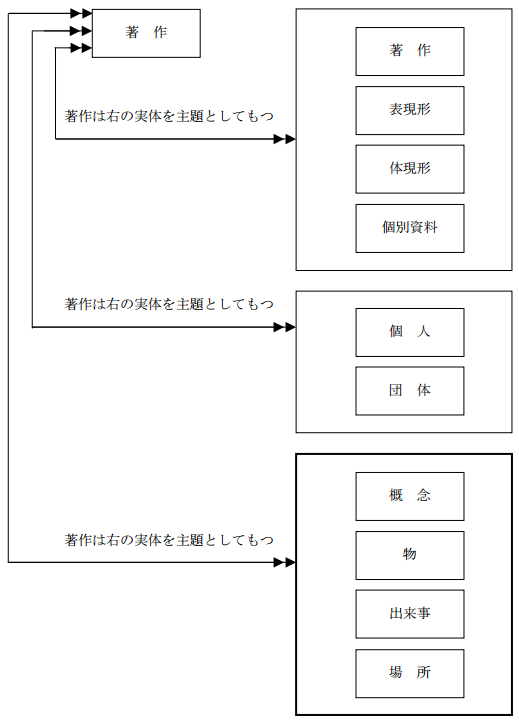 著　作
著　作
表現形
著作は右の実体を主題としてもつ
体現形
個別資料
著作は右の実体を主題としてもつ
個　人
団　体
概　念
著作は右の実体を主題としてもつ
物
出来事
場　所